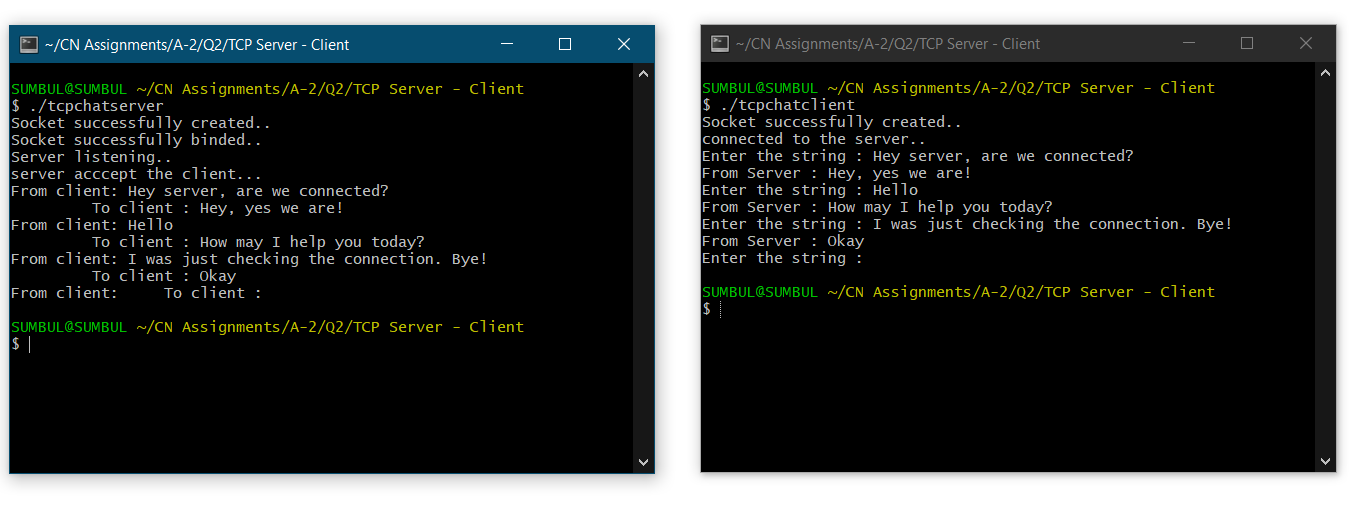 ~/CN Assignments/A-2/Q2/TCP Server - Client
SUMBUL@SUMBUL ~/CN Assignments/A-2/Q2/TCP Server - Client
$ ./tcpchatserver
Socket successfully created..
Socket successfully binded..
Server listening..
server acccept the client...
From client: Hey server, are we connected?
To client : Hey, yes we are!
From client: Hello
To client : How may I help you today?
From client: I was just checking the connection. Bye!
To client : Okay
From client: To client :
SUMBUL@SUMBUL ~/CN Assignments/A-2/Q2/TCP Server - Client
$
~/CN Assignments/A-2/Q2/TCP Server - Client
SUMBUL@SUMBUL ~/CN Assignments/A-2/Q2/TCP Server - Client
$ ./tcpchatclient
Socket successfully created..
connected to the server..
Enter the string : Hey server, are we connected?
From Server : Hey, yes we are!
Enter the string : Hello
From Server : How may I help you today?
Enter the string : I was just checking the connection. Bye!
From Server : Okay
Enter the string :
SUMBUL@SUMBUL ~/CN Assignments/A-2/Q2/TCP Server - Client
$